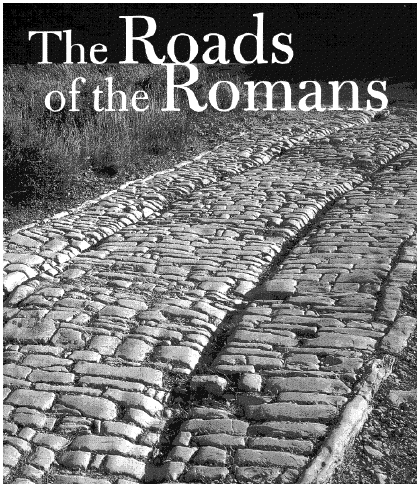 The Roads
of the Romans